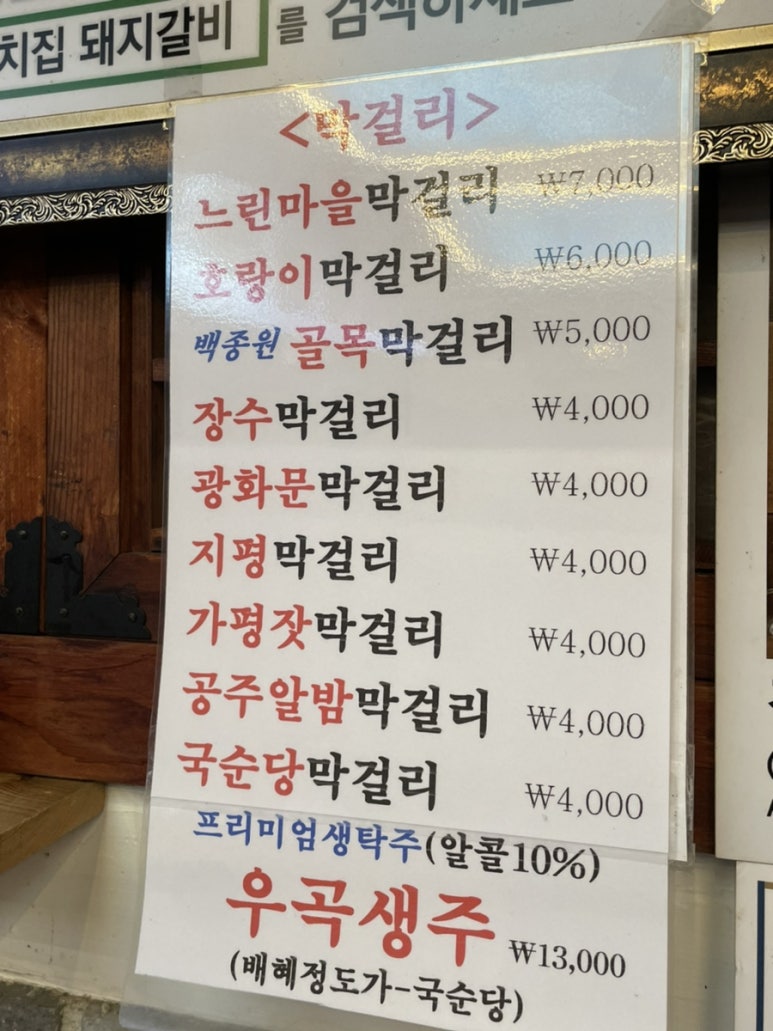 치집 돼지갈비를 검색하세요
<막걸리>
느린마을막걸리 ₩7,000
호랑이막걸리 ₩6,000
백종원 골목막걸리 ₩5,000
장수막걸리 ₩4,000
광화문막걸리 ₩4,000
지평막걸리 ₩4,000
가평잣막걸리 ₩4,000
공주알밤막걸리 ₩4,000
국순당막걸리 ₩4,000
프리미엄생탁주(알콜10%)
우곡생주 ₩13,000
(배혜정도가-국순당)